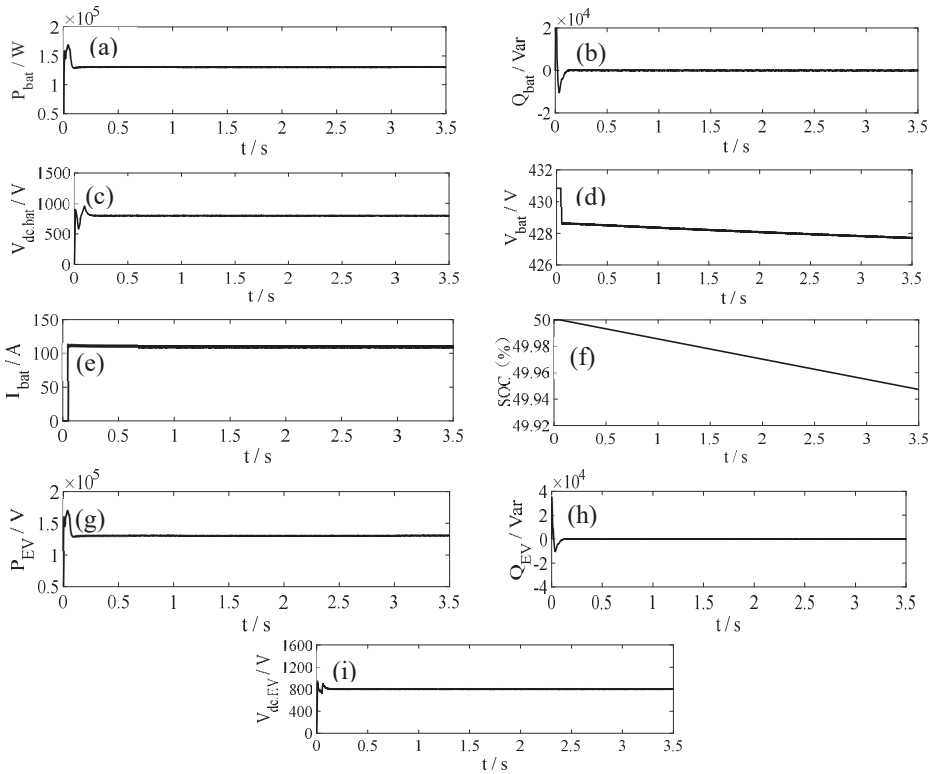 ×10⁵
2
1.5
1
0.5
P_bat / W
(a)
0 0.5 1 1.5 2 2.5 3 3.5
t / s
×10⁴
2
0
-2
Q_bat / Var
(b)
0 0.5 1 1.5 2 2.5 3 3.5
t / s
1500
1000
500
0
V_dc.bat / V
(c)
0 0.5 1 1.5 2 2.5 3 3.5
t / s
432
430
428
426
V_bat / V
(d)
0 0.5 1 1.5 2 2.5 3 3.5
t / s
150
100
50
0
I_bat / A
(e)
0 0.5 1 1.5 2 2.5 3 3.5
t / s
50
49.98
49.96
49.94
49.92
SOC（%）
(f)
0 0.5 1 1.5 2 2.5 3 3.5
t / s
×10⁵
2
1.5
1
0.5
P_EV / V
(g)
0 0.5 1 1.5 2 2.5 3 3.5
t / s
×10⁴
4
2
0
-2
-4
Q_EV / Var
(h)
0 0.5 1 1.5 2 2.5 3 3.5
t / s
1600
1200
800
400
0
V_dc.EV / V
(i)
0 0.5 1 1.5 2 2.5 3 3.5
t / s